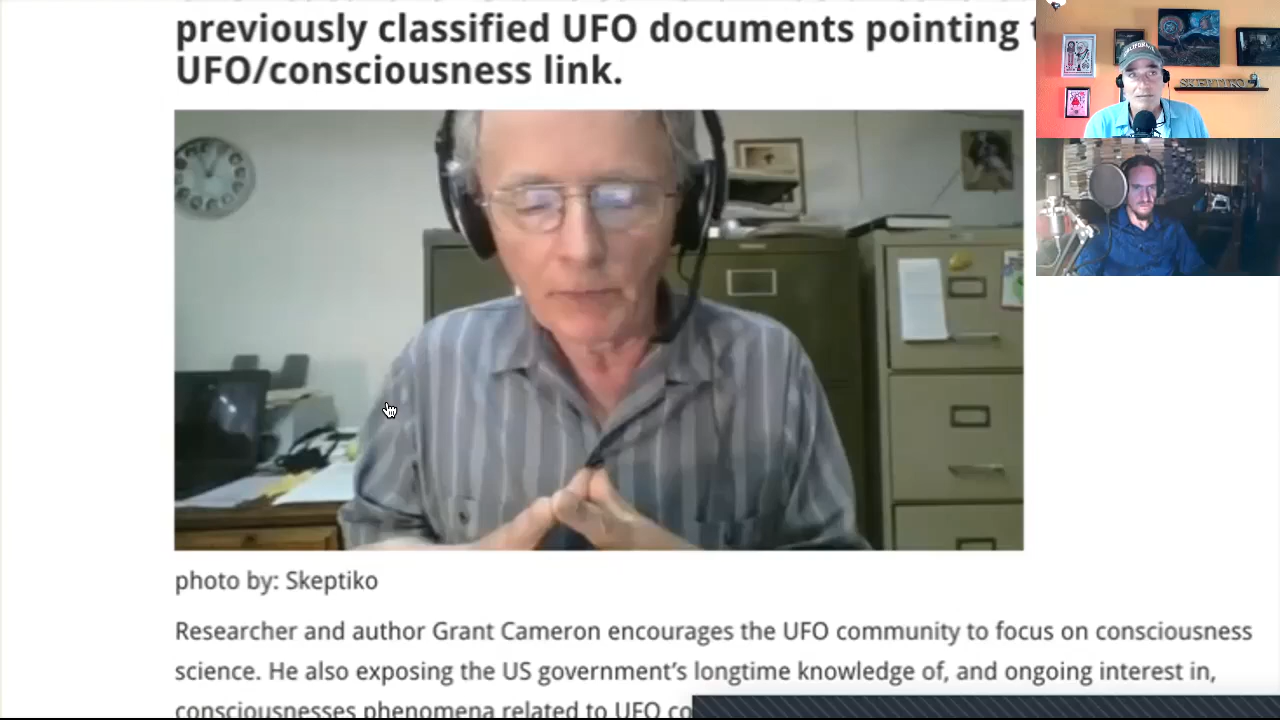 previously classified UFO documents pointing
UFO/consciousness link.
CALIFORNIA
SKEPTIKO
photo by: Skeptiko
Researcher and author Grant Cameron encourages the UFO community to focus on consciousness
science. He also exposing the US government’s longtime knowledge of, and ongoing interest in,
consciousnesses phenomena related to UFO